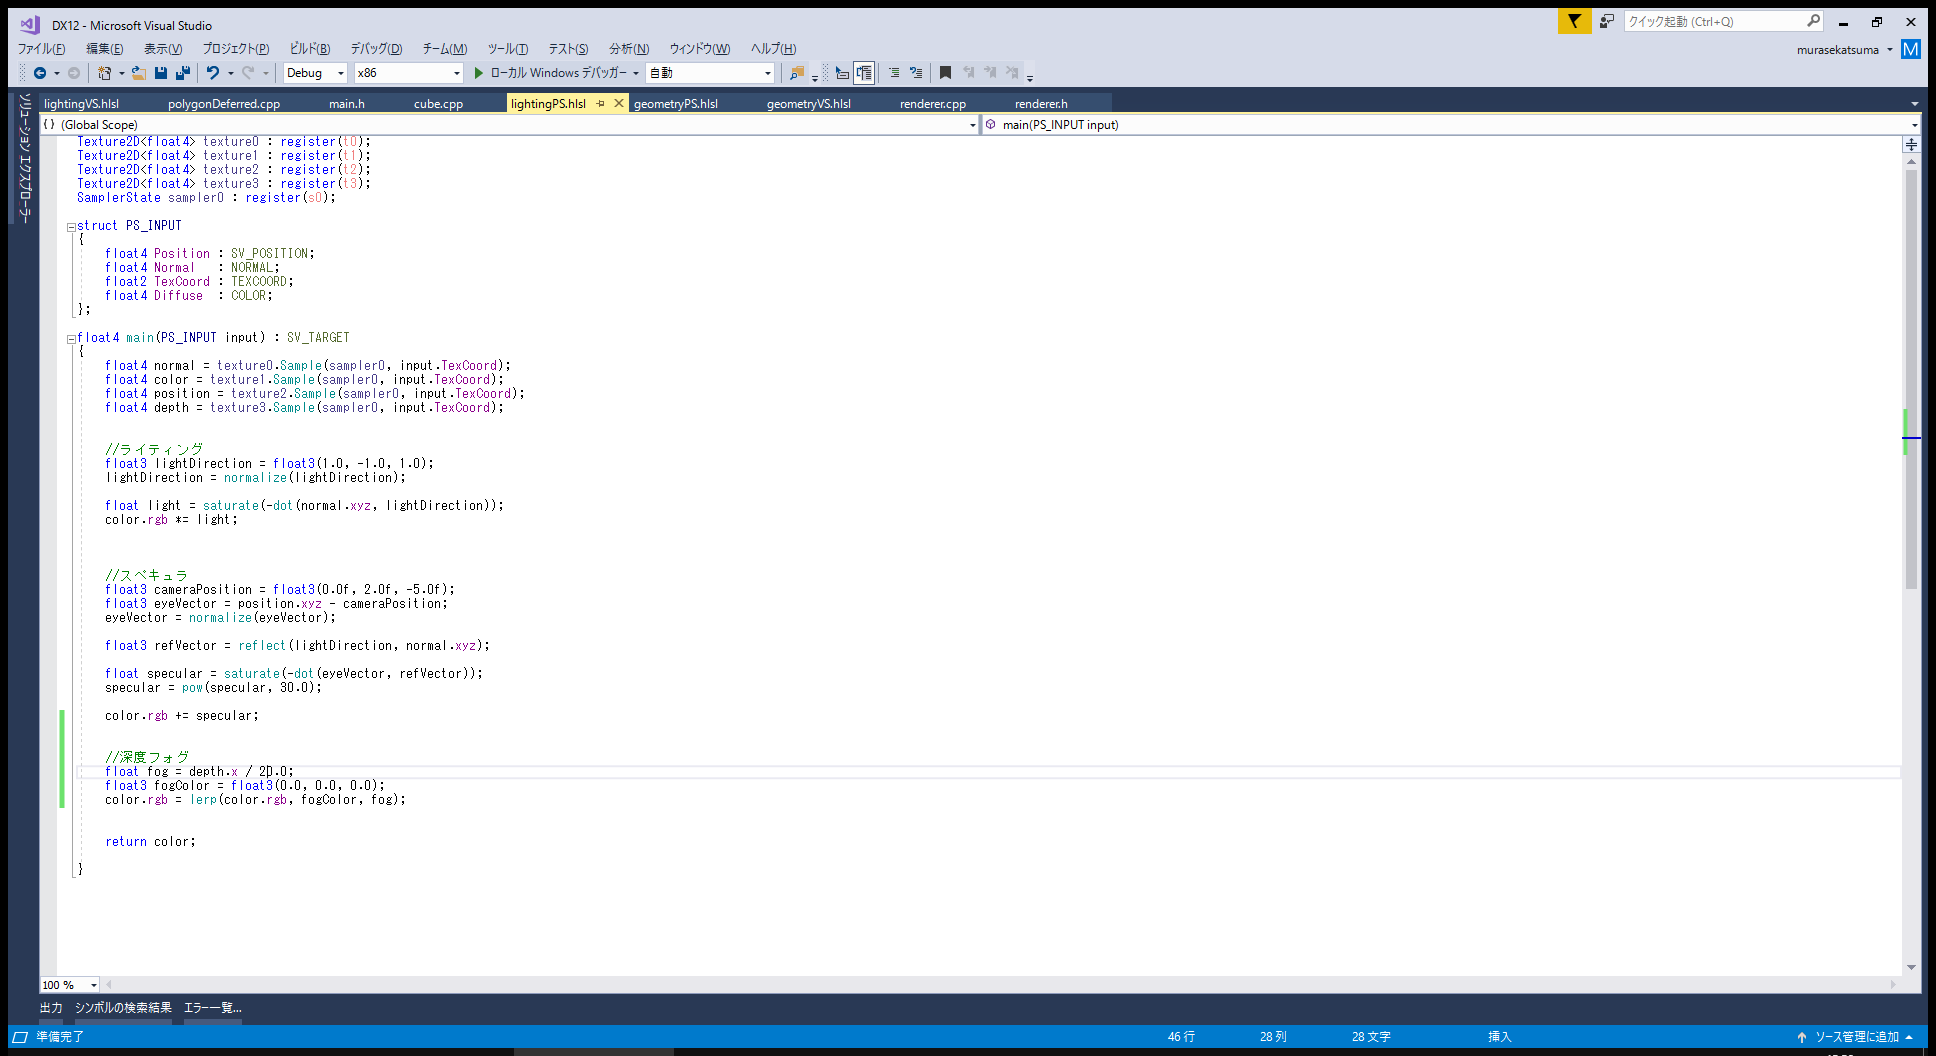 DX12 - Microsoft Visual Studio
クイック起動 (Ctrl+Q)
ファイル(F) 編集(E) 表示(V) プロジェクト(P) ビルド(B) デバッグ(D) チーム(M) ツール(T) テスト(S) 分析(N) ウィンドウ(W) ヘルプ(H)
murasekatsuma M
Debug x86 ローカル Windows デバッガー 自動
ソリューション エクスプローラー
lightingVS.hlsl polygonDeferred.cpp main.h cube.cpp lightingPS.hlsl geometryPS.hlsl geometryVS.hlsl renderer.cpp renderer.h
{} (Global Scope) main(PS_INPUT input)
Texture2D<float4> texture0 : register(t0);
Texture2D<float4> texture1 : register(t1);
Texture2D<float4> texture2 : register(t2);
Texture2D<float4> texture3 : register(t3);
SamplerState sampler0 : register(s0);
struct PS_INPUT
{
float4 Position : SV_POSITION;
float4 Normal : NORMAL;
float2 TexCoord : TEXCOORD;
float4 Diffuse : COLOR;
};
float4 main(PS_INPUT input) : SV_TARGET
{
float4 normal = texture0.Sample(sampler0, input.TexCoord);
float4 color = texture1.Sample(sampler0, input.TexCoord);
float4 position = texture2.Sample(sampler0, input.TexCoord);
float4 depth = texture3.Sample(sampler0, input.TexCoord);
//ライティング
float3 lightDirection = float3(1.0, -1.0, 1.0);
lightDirection = normalize(lightDirection);
float light = saturate(-dot(normal.xyz, lightDirection));
color.rgb *= light;
//スペキュラ
float3 cameraPosition = float3(0.0f, 2.0f, -5.0f);
float3 eyeVector = position.xyz - cameraPosition;
eyeVector = normalize(eyeVector);
float3 refVector = reflect(lightDirection, normal.xyz);
float specular = saturate(-dot(eyeVector, refVector));
specular = pow(specular, 30.0);
color.rgb += specular;
//深度フォグ
float fog = depth.x / 20.0;
float3 fogColor = float3(0.0, 0.0, 0.0);
color.rgb = lerp(color.rgb, fogColor, fog);
return color;
}
100 %
出力 シンボルの検索結果 エラー一覧...
準備完了 46 行 28 列 28 文字 挿入 ソース管理に追加